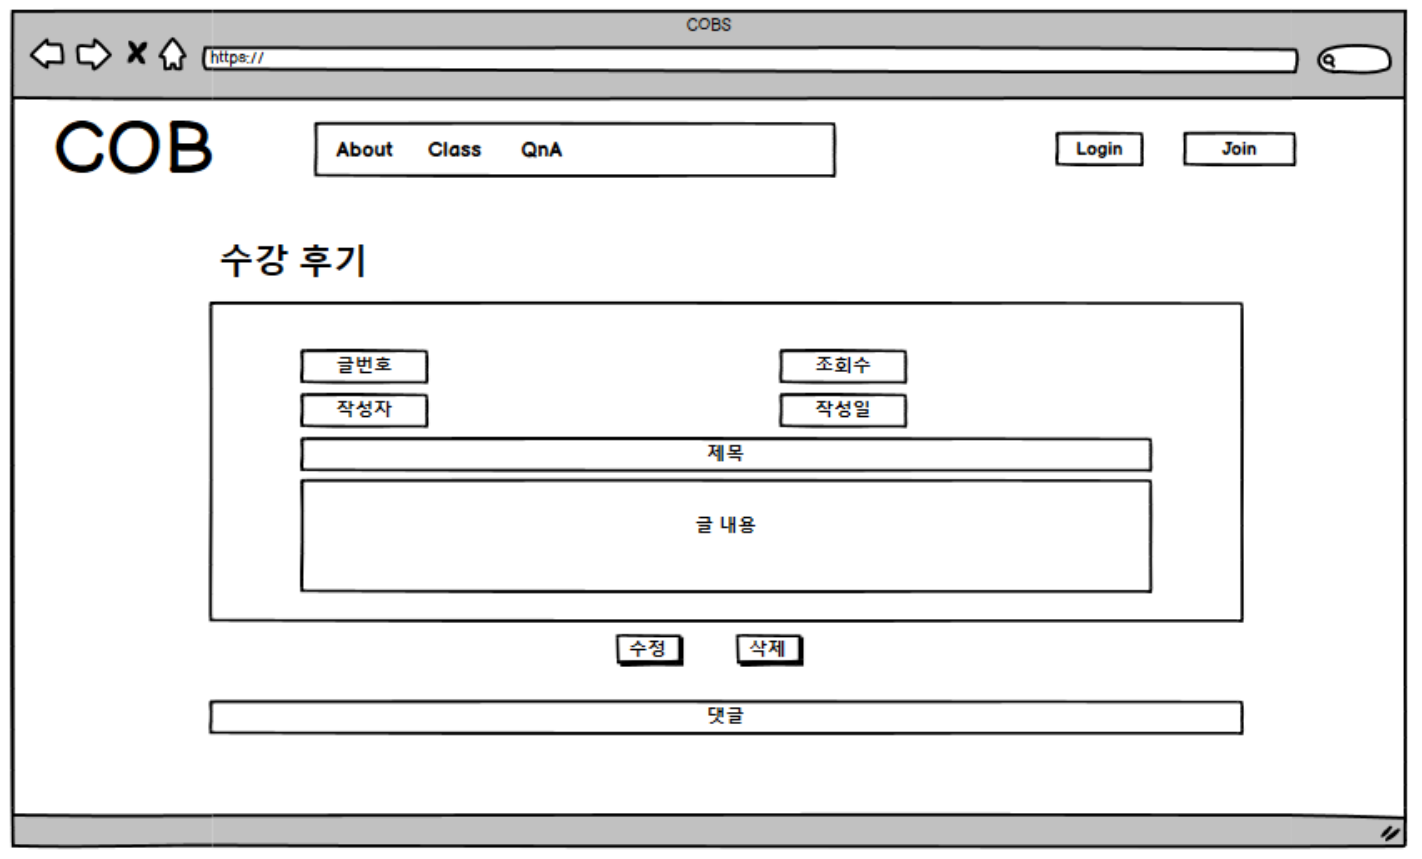 COBS
https://
COB
About Class QnA
Login
Join
수강 후기
글번호
조회수
작성자
작성일
제목
글 내용
수정
삭제
댓글